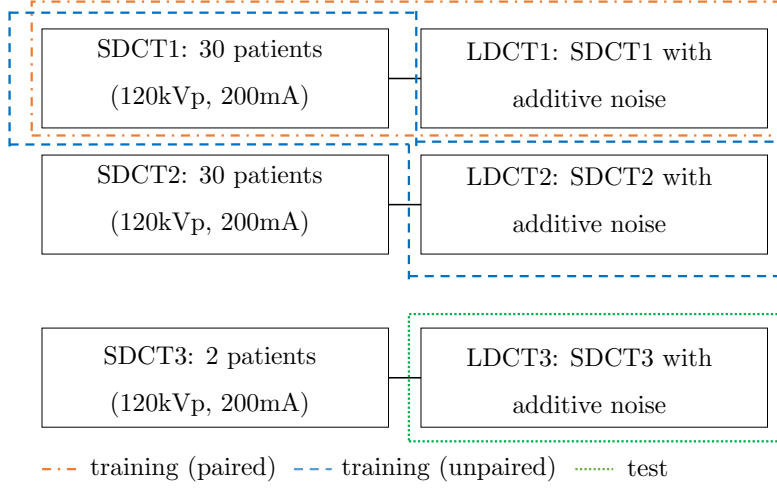 SDCT1: 30 patients
(120kVp, 200mA)
LDCT1: SDCT1 with
additive noise
SDCT2: 30 patients
(120kVp, 200mA)
LDCT2: SDCT2 with
additive noise
SDCT3: 2 patients
(120kVp, 200mA)
LDCT3: SDCT3 with
additive noise
training (paired)
training (unpaired)
test